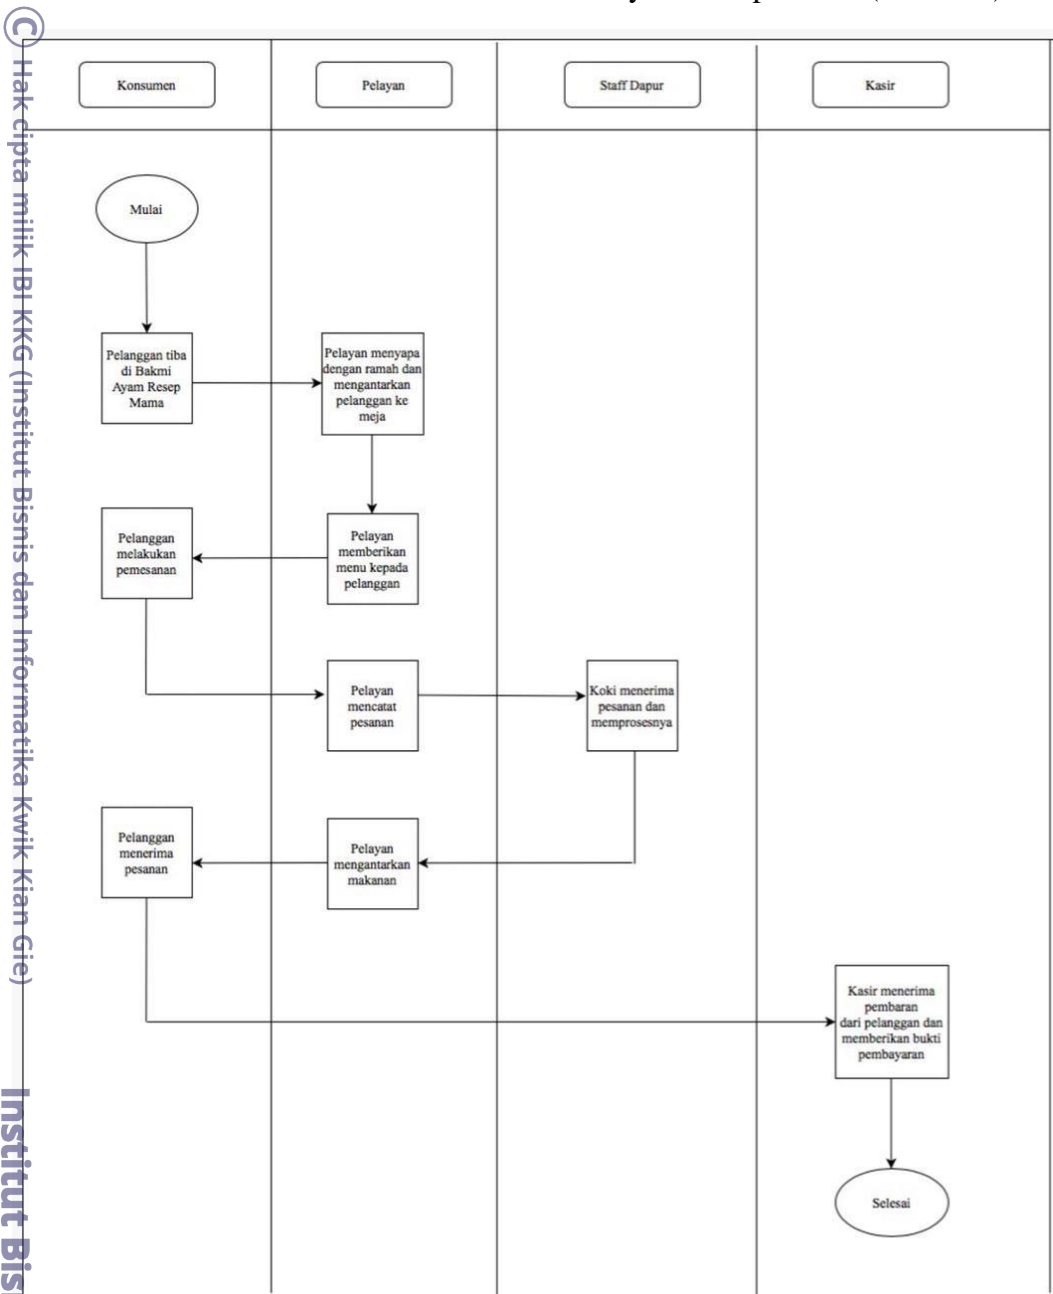 Konsumen
Pelayan
Staff Dapur
Kasir
Mulai
Pelanggan tiba
di Bakmi
Ayam Resep
Mama
Pelayan menyapa
dengan ramah dan
mengantarkan
pelanggan ke
meja
Pelanggan
melakukan
pemesanan
Pelayan
memberikan
menu kepada
pelanggan
Pelayan
mencatat
pesanan
Koki menerima
pesanan dan
memprosesnya
Pelanggan
menerima
pesanan
Pelayan
mengantarkan
makanan
Kasir menerima
pembaran
dari pelanggan dan
memberikan bukti
pembayaran
Selesai
© Hak cipta milik IBI KKG (Institut Bisnis dan Informatika Kwik Kian Gie)
Institut Bis